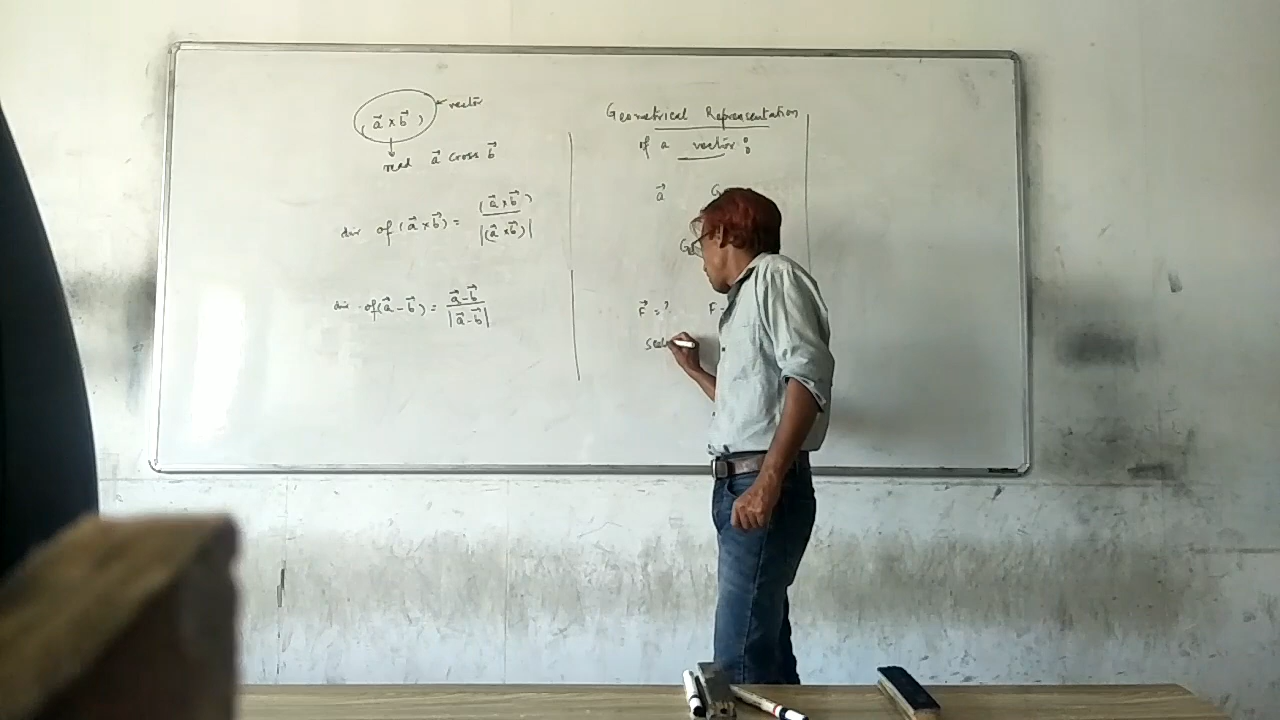 (a⃗ × b⃗) ← vector
read a⃗ cross b⃗
dir of (a⃗ × b⃗) = (a⃗ × b⃗) / |(a⃗ × b⃗)|
dir of (a⃗ - b⃗) = a⃗ - b⃗ / |a⃗ - b⃗|
Geometrical Representation
of a vector :
a⃗
F⃗ = ? F